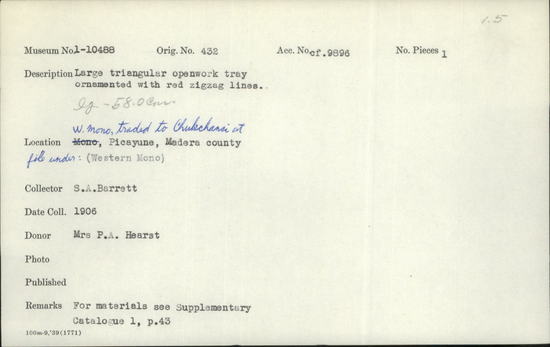 1.5
Museum No. 1-10488 Orig. No. 432 Acc. No. cf.9896 No. Pieces 1
Description Large triangular openwork tray
ornamented with red zigzag lines.
lg - 58.0 cm.
W. Mono, traded to Chukchansi at
Location Mono, Picayune, Madera county
file under: (Western Mono)
Collector S.A.Barrett
Date Coll. 1906
Donor Mrs P.A. Hearst
Photo
Published
Remarks For materials see Supplementary
Catalogue 1, p.43
100m-9,'39(1771)